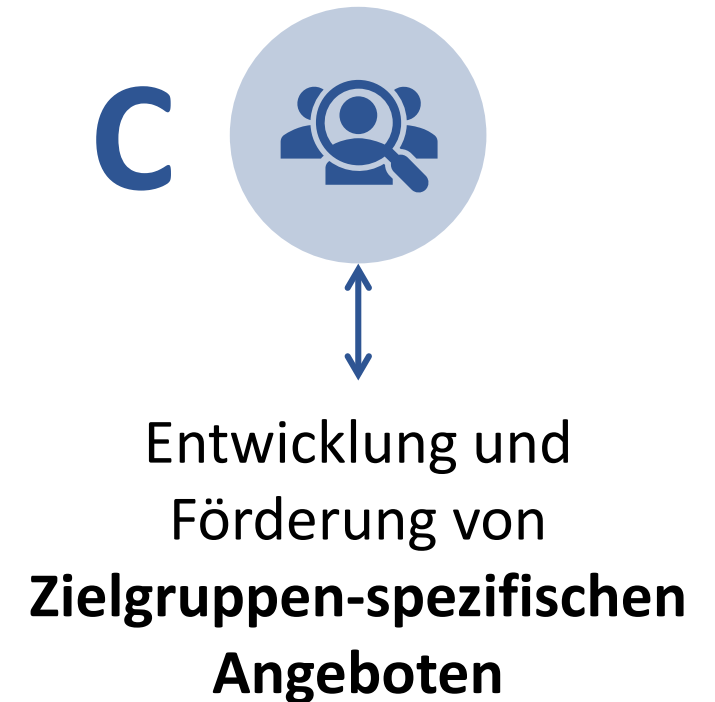 C
Entwicklung und
Förderung von
Zielgruppen-spezifischen
Angeboten